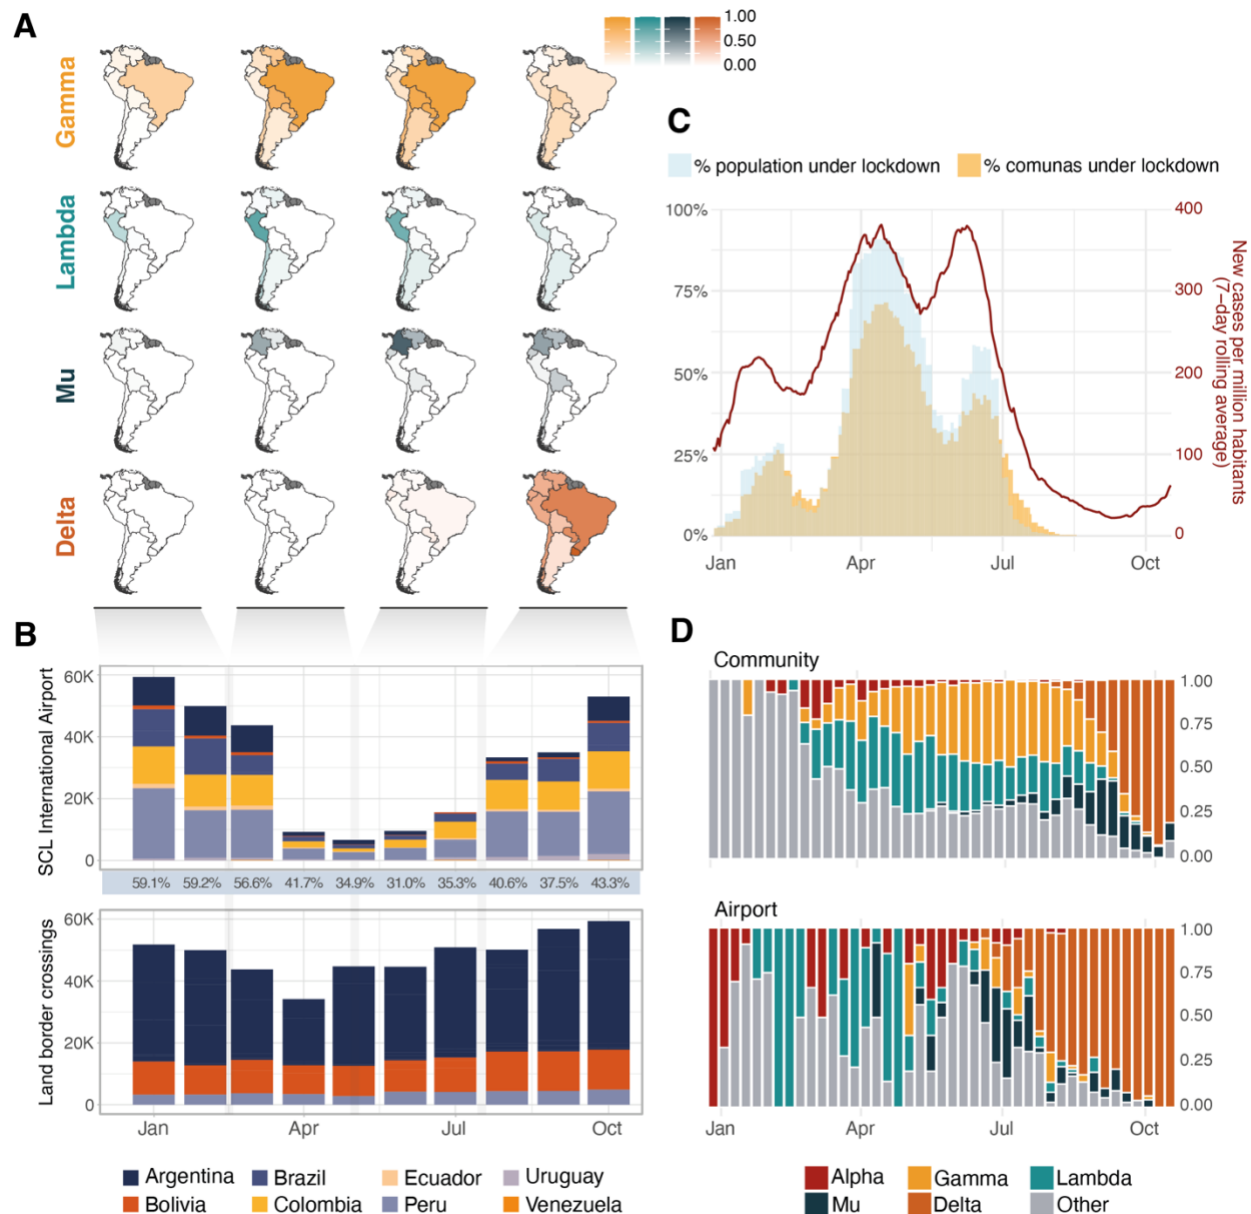 A
1.00
0.50
0.00
Gamma
Lambda
Mu
Delta
C
% population under lockdown
% comunas under lockdown
100%
75%
50%
25%
0%
400
300
200
100
0
New cases per million habitants
(7−day rolling average)
Jan
Apr
Jul
Oct
B
SCL International Airport
60K
40K
20K
0
59.1% 59.2% 56.6% 41.7% 34.9% 31.0% 35.3% 40.6% 37.5% 43.3%
Land border crossings
60K
40K
20K
0
Jan
Apr
Jul
Oct
Argentina
Brazil
Ecuador
Uruguay
Bolivia
Colombia
Peru
Venezuela
D
Community
1.00
0.75
0.50
0.25
0.00
Airport
1.00
0.75
0.50
0.25
0.00
Jan
Apr
Jul
Oct
Alpha
Gamma
Lambda
Mu
Delta
Other